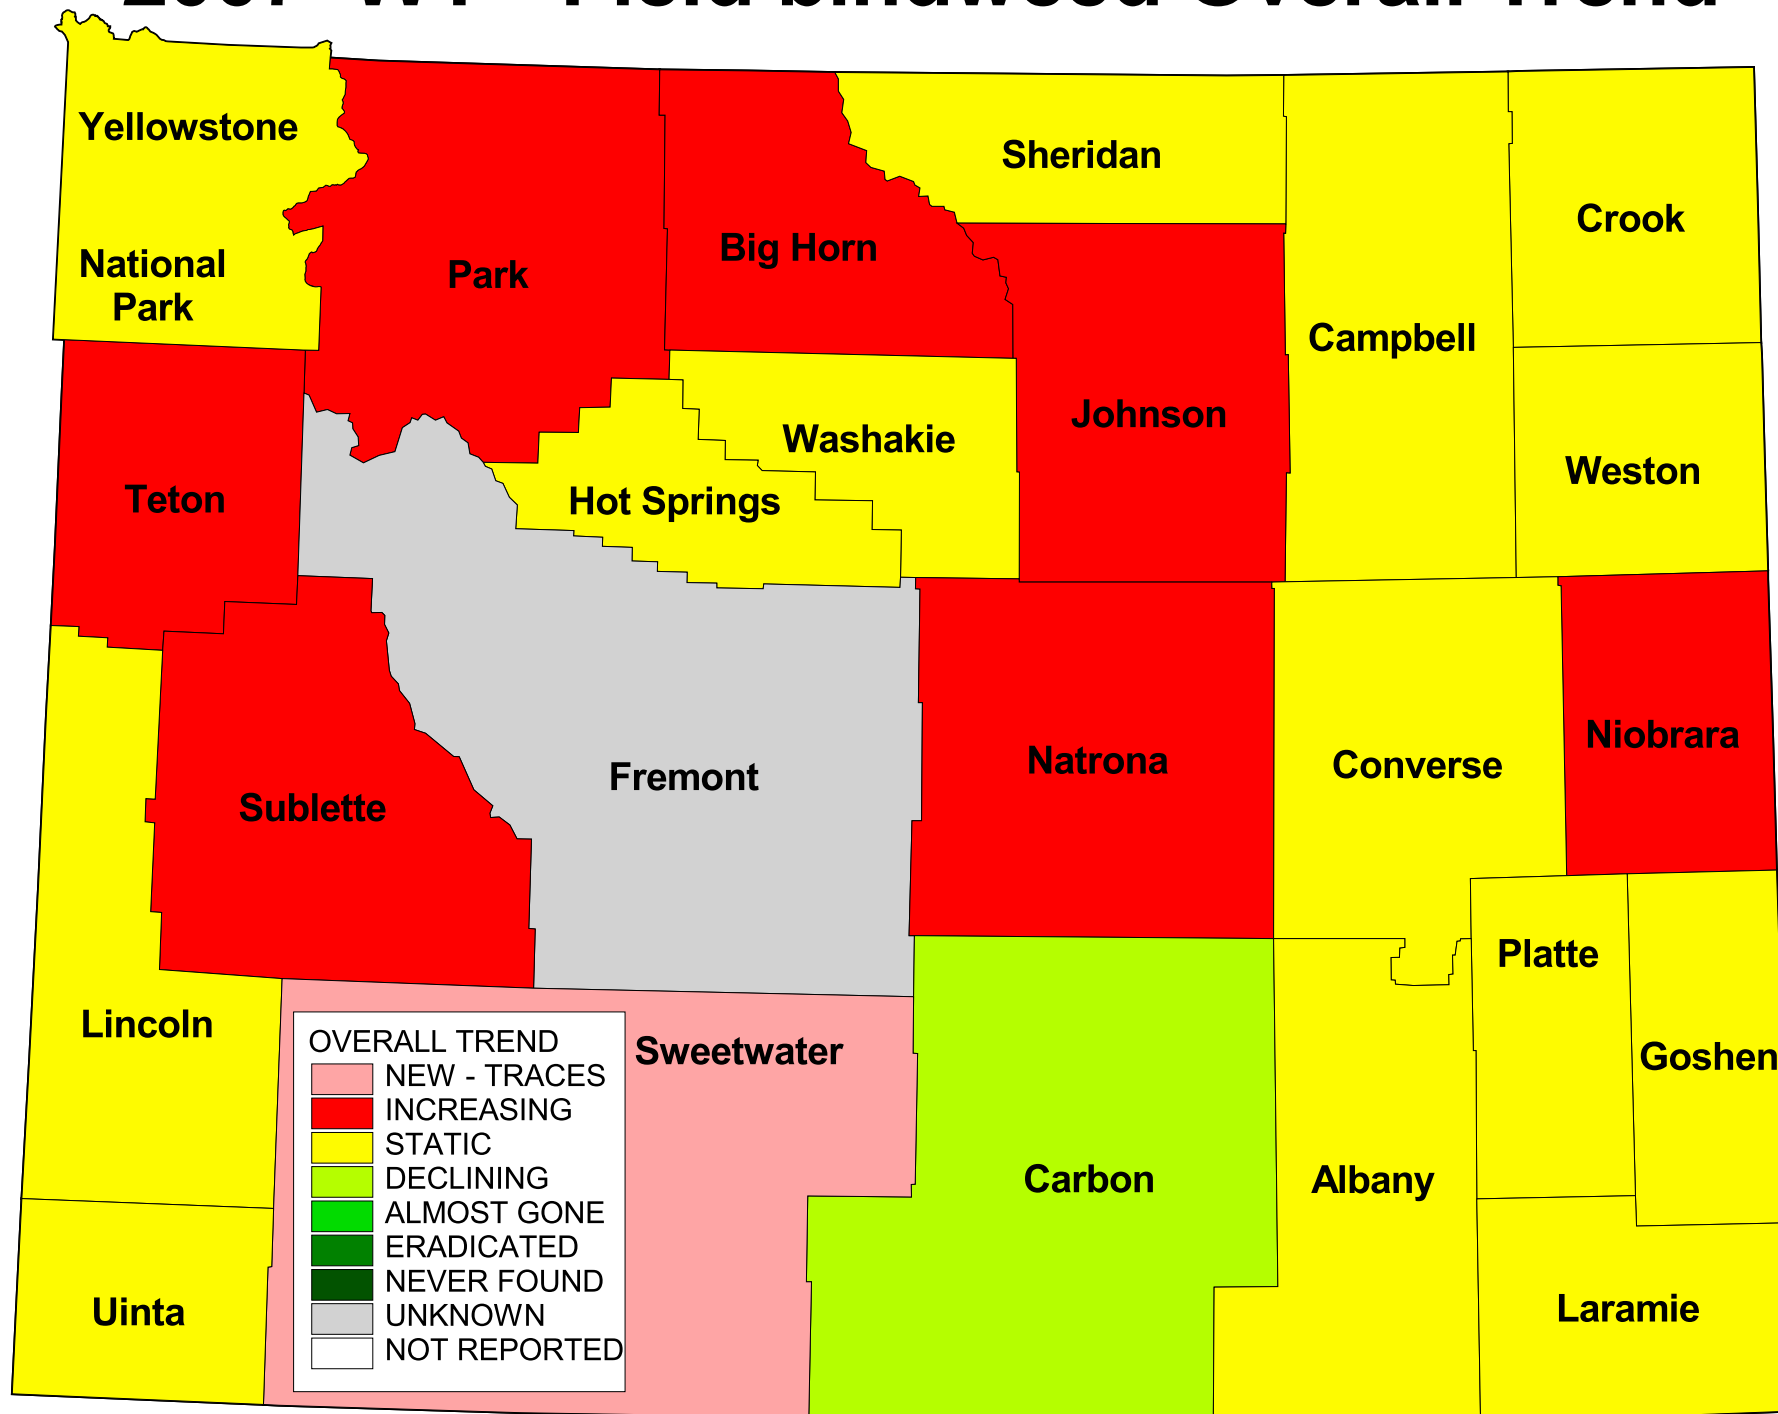 Yellowstone
National
Park
Park
Big Horn
Sheridan
Campbell
Crook
Johnson
Washakie
Hot Springs
Weston
Teton
Sublette
Fremont
Natrona
Converse
Niobrara
Lincoln
Sweetwater
Platte
Goshen
Carbon
Albany
Uinta
Laramie
OVERALL TREND
NEW - TRACES
INCREASING
STATIC
DECLINING
ALMOST GONE
ERADICATED
NEVER FOUND
UNKNOWN
NOT REPORTED